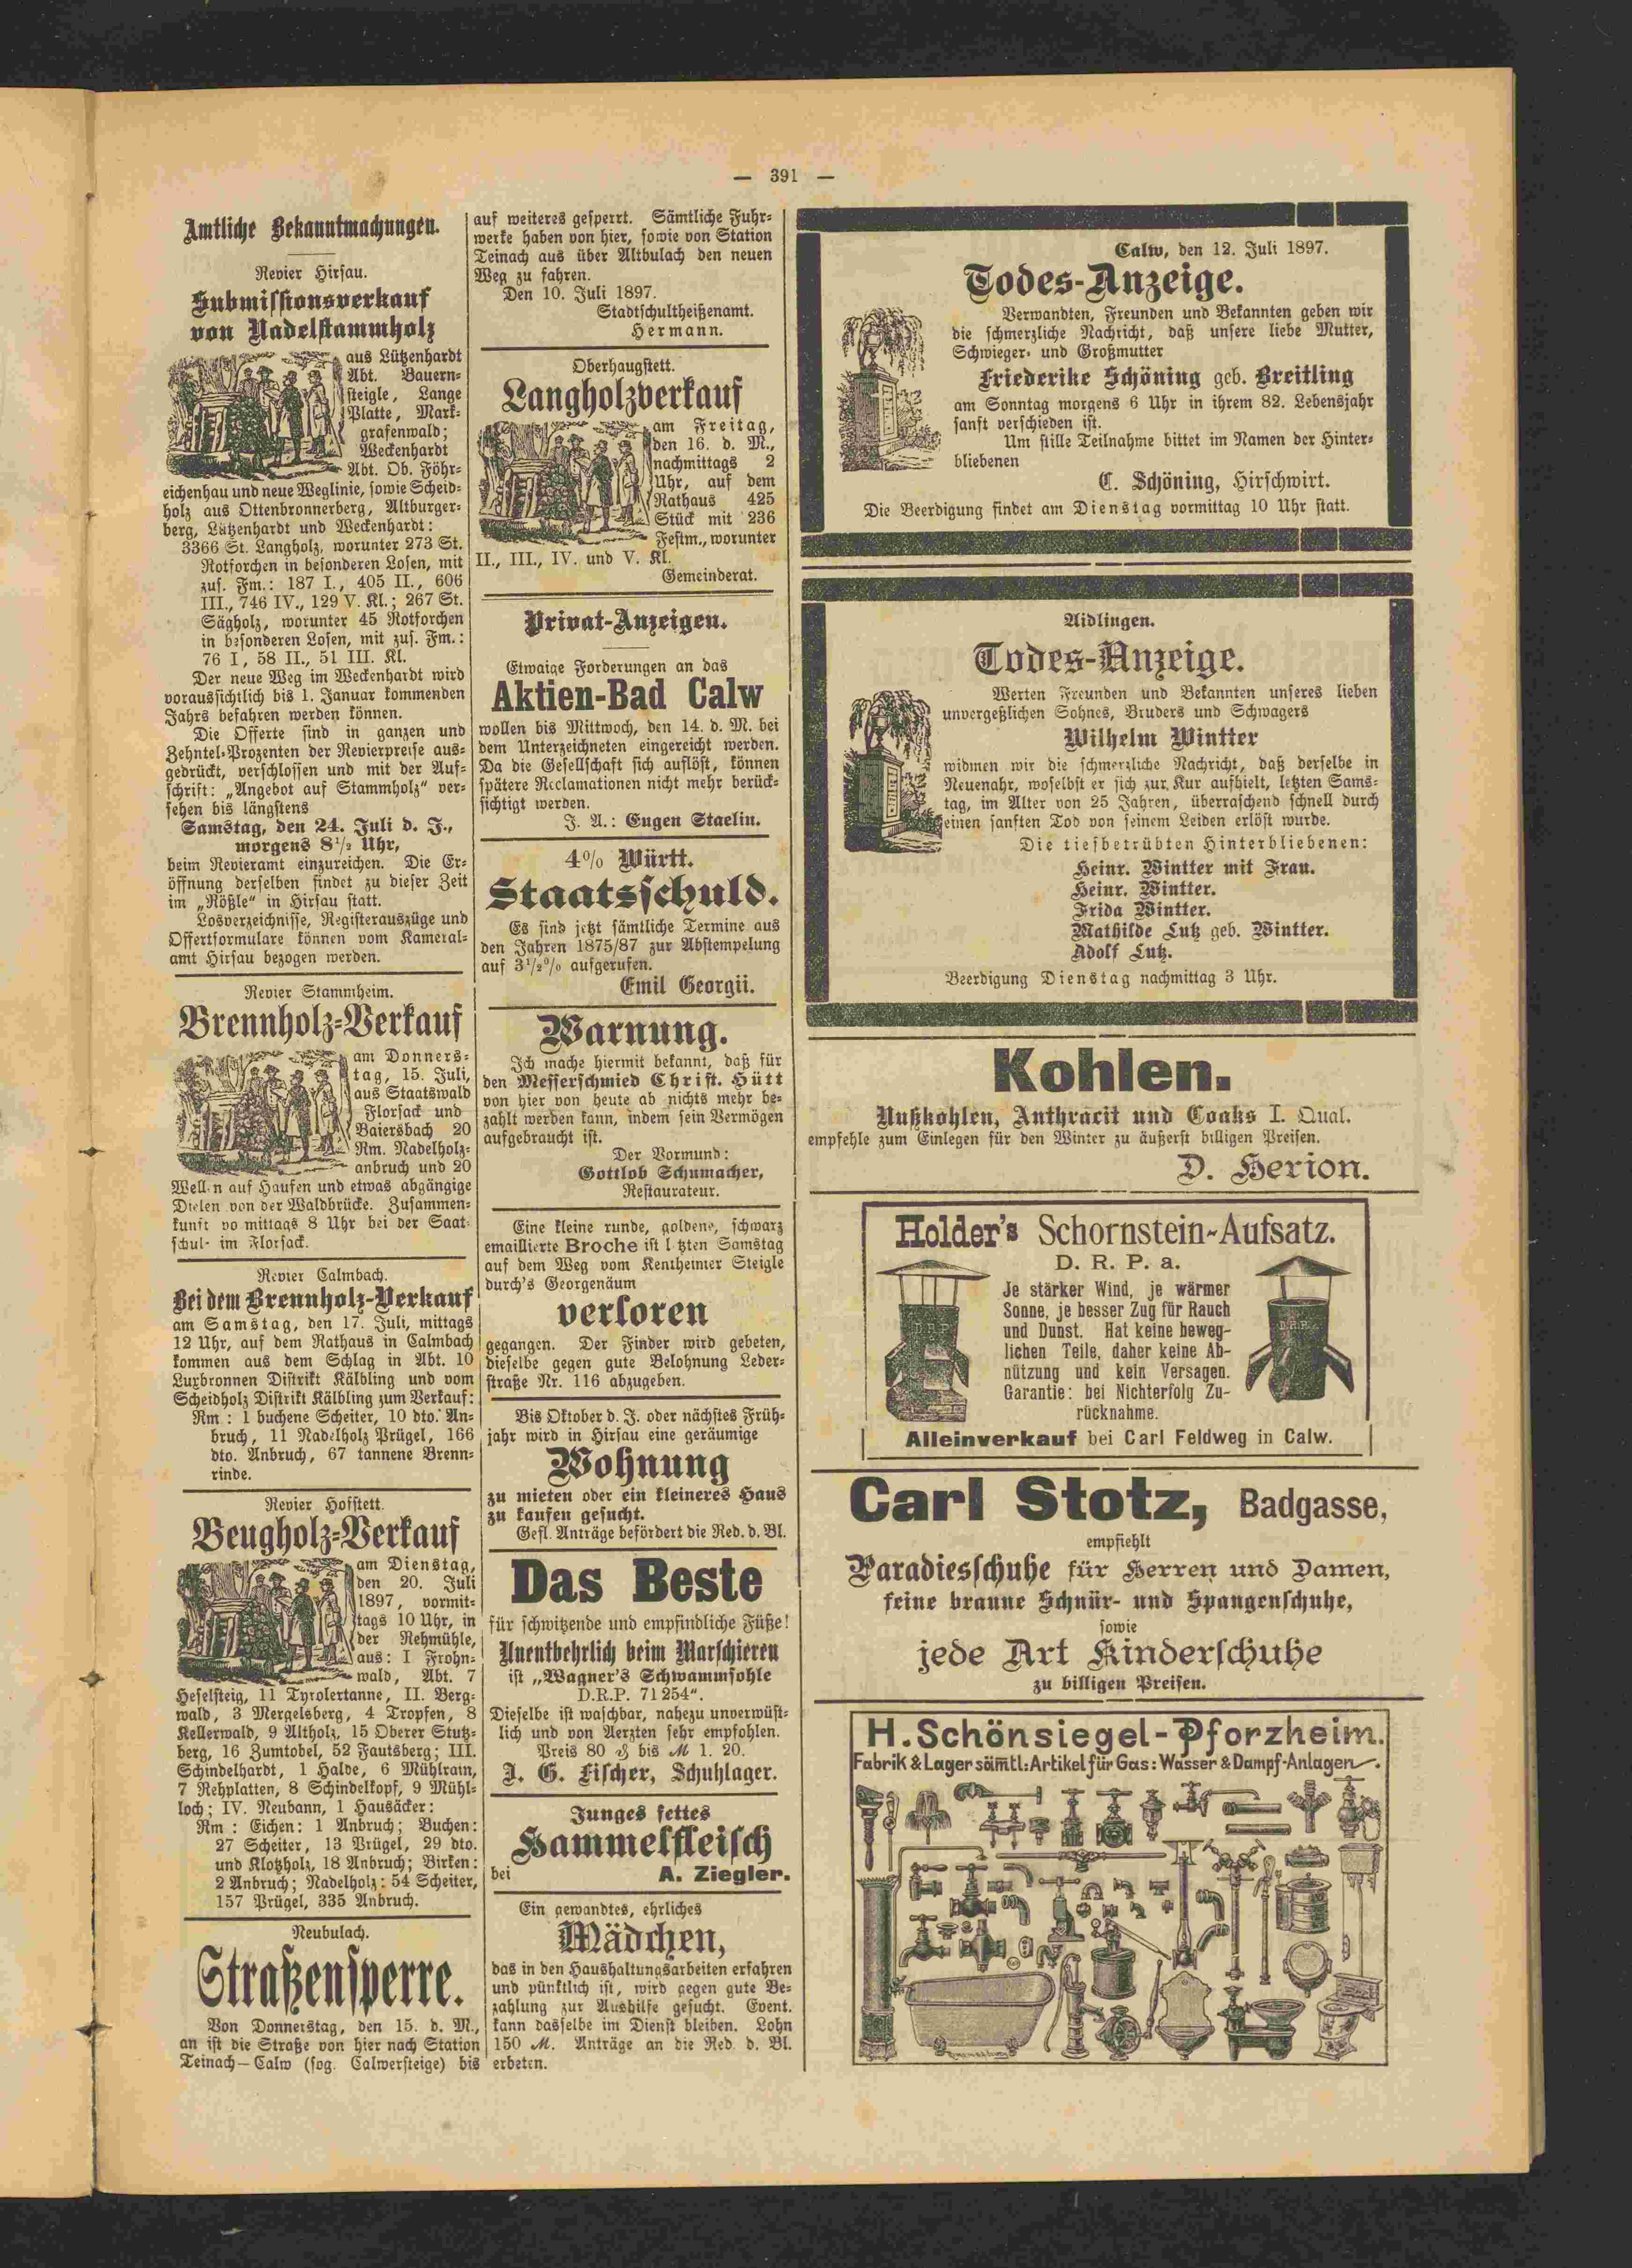 — 391 —
Amtliche Bekanntmachungen.
Revier Hirsau.
Submissionsverkauf
von Nadelstammholz
aus Lützenhardt
Abt. Bauern-
steigle, Lange
Platte, Mark-
grafenwald;
Weckenhardt
Abt. Ob. Föhr-
eichenhau und neue Weglinie, sowie Scheid-
holz aus Ottenbronnerberg, Altburger-
berg, Lützenhardt und Weckenhardt:
3366 St. Langholz, worunter 273 St.
Rotforchen in besonderen Losen, mit
zus. Fm.: 187 I., 405 II., 606
III., 746 IV., 129 V. Kl.; 267 St.
Sägholz, worunter 45 Rotforchen
in besonderen Losen, mit zus. Fm.:
76 I, 58 II., 51 III. Kl.
Der neue Weg im Weckenhardt wird
voraussichtlich bis 1. Januar kommenden
Jahrs befahren werden können.
Die Offerte sind in ganzen und
Zehntel-Prozenten der Revierpreise aus-
gedrückt, verschlossen und mit der Auf-
schrift: „Angebot auf Stammholz" ver-
sehen bis längstens
Samstag, den 24. Juli d. J.,
morgens 8½ Uhr,
beim Revieramt einzureichen. Die Er-
öffnung derselben findet zu dieser Zeit
im „Rößle" in Hirsau statt.
Losverzeichnisse, Registerauszüge und
Offertformulare können vom Kameral-
amt Hirsau bezogen werden.
Revier Stammheim.
Brennholz-Verkauf
am Donners-
tag, 15. Juli,
aus Staatswald
Florsack und
Baiersbach 20
Rm. Nadelholz-
anbruch und 20
Well n auf Haufen und etwas abgängige
Dielen von der Waldbrücke. Zusammen-
kunft vo mittags 8 Uhr bei der Saat-
schul- im Florsack.
Revier Calmbach.
Bei dem Brennholz-Verkauf
am Samstag, den 17. Juli, mittags
12 Uhr, auf dem Rathaus in Calmbach
kommen aus dem Schlag in Abt. 10
Lurbronnen Distrikt Kälbling und vom
Scheidholz Distrikt Kälbling zum Verkauf:
Rm : 1 buchene Scheiter, 10 dto. An-
bruch, 11 Nadelholz Prügel, 166
dto. Anbruch, 67 tannene Brenn-
rinde.
Revier Hofstett.
Beugholz-Verkauf
am Dienstag,
den 20. Juli
1897, vormit-
tags 10 Uhr, in
der Rehmühle,
aus: I Frohn-
wald, Abt. 7
Heselsteig, 11 Tyrolertanne, II. Berg-
wald, 3 Mergelsberg, 4 Tropfen, 8
Kellerwald, 9 Altholz, 15 Oberer Stutz-
berg, 16 Zumtobel, 52 Fautsberg; III.
Schindelhardt, 1 Halde, 6 Mühlrain,
7 Rehplatten, 8 Schindelkopf, 9 Mühl-
loch; IV. Neubann, 1 Hausäcker:
Rm : Eichen: 1 Anbruch; Buchen:
27 Scheiter, 13 Prügel, 29 dto.
und Klotzholz, 18 Anbruch; Birken:
2 Anbruch; Nadelholz: 54 Scheiter,
157 Prügel, 335 Anbruch.
Neubulach.
Straßensperre.
Von Donnerstag, den 15. d. M.,
an ist die Straße von hier nach Station
Teinach—Calw (sog. Calwersteige) bis
auf weiteres gesperrt. Sämtliche Fuhr-
werke haben von hier, sowie von Station
Teinach aus über Altbulach den neuen
Weg zu fahren.
Den 10. Juli 1897.
Stadtschultheißenamt.
Hermann.
Oberhaugstett.
Langholzverkauf
am Freitag,
den 16. d. M.,
nachmittags 2
Uhr, auf dem
Rathaus 425
Stück mit 236
Festm., worunter
II., III., IV. und V. Kl.
Gemeinderat.
Privat-Anzeigen.
Etwaige Forderungen an das
Aktien-Bad Calw
wollen bis Mittwoch, den 14. d. M. bei
dem Unterzeichneten eingereicht werden.
Da die Gesellschaft sich auflöst, können
spätere Reclamationen nicht mehr berück-
sichtigt werden.
J. A.: Eugen Staelin.
4% Württ.
Staatsschuld.
Es sind jetzt sämtliche Termine aus
den Jahren 1875/87 zur Abstempelung
auf 3½% aufgerufen.
Emil Georgii.
Warnung.
Ich mache hiermit bekannt, daß für
den Messerschmied Christ. Hütt
von hier von heute ab nichts mehr be-
zahlt werden kann, indem sein Vermögen
aufgebraucht ist.
Der Vormund:
Gottlob Schumacher,
Restaurateur.
Eine kleine runde, goldene, schwarz
emaillierte Broche ist l tzten Samstag
auf dem Weg vom Kentheimer Steigle
durch's Georgenäum
verloren
gegangen. Der Finder wird gebeten,
dieselbe gegen gute Belohnung Leder-
straße Nr. 116 abzugeben.
Bis Oktober d. J. oder nächstes Früh-
jahr wird in Hirsau eine geräumige
Wohnung
zu mieten oder ein kleineres Haus
zu kaufen gesucht.
Gefl. Anträge befördert die Red. d. Bl.
Das Beste
für schwitzende und empfindliche Füße!
Unentbehrlich beim Marschieren
ist „Wagner's Schwammsohle
D.R.P. 71254".
Dieselbe ist waschbar, nahezu unverwüst-
lich und von Aerzten sehr empfohlen.
Preis 80 ₰ bis M 1. 20.
J. G. Fischer, Schuhlager.
Junges fettes
Hammelfleisch
bei A. Ziegler.
Ein gewandtes, ehrliches
Mädchen,
das in den Haushaltungsarbeiten erfahren
und pünktlich ist, wird gegen gute Be-
zahlung zur Aushilfe gesucht. Event.
kann dasselbe im Dienst bleiben. Lohn
150 M. Anträge an die Red. d. Bl.
erbeten.
Calw, den 12. Juli 1897.
Todes-Anzeige.
Verwandten, Freunden und Bekannten geben wir
die schmerzliche Nachricht, daß unsere liebe Mutter,
Schwieger- und Großmutter
Friederike Schöning geb. Breitling
am Sonntag morgens 6 Uhr in ihrem 82. Lebensjahr
sanft verschieden ist.
Um stille Teilnahme bittet im Namen der Hinter-
bliebenen
C. Schöning, Hirschwirt.
Die Beerdigung findet am Dienstag vormittag 10 Uhr statt.
Aidlingen.
Todes-Anzeige.
Werten Freunden und Bekannten unseres lieben
unvergeßlichen Sohnes, Bruders und Schwagers
Wilhelm Wintter
widmen wir die schmerzliche Nachricht, daß derselbe in
Neuenahr, woselbst er sich zur Kur aufhielt, letzten Sams-
tag, im Alter von 25 Jahren, überraschend schnell durch
einen sanften Tod von seinem Leiden erlöst wurde.
Die tiefbetrübten Hinterbliebenen:
Heinr. Wintter mit Frau.
Heinr. Wintter.
Frida Wintter.
Mathilde Lutz geb. Wintter.
Adolf Lutz.
Beerdigung Dienstag nachmittag 3 Uhr.
Kohlen.
Nußkohlen, Anthracit und Coaks I. Qual.
empfehle zum Einlegen für den Winter zu äußerst billigen Preisen.
D. Herion.
Holder's Schornstein-Aufsatz.
D. R. P. a.
Je stärker Wind, je wärmer
Sonne, je besser Zug für Rauch
und Dunst. Hat keine beweg-
lichen Teile, daher keine Ab-
nützung und kein Versagen.
Garantie: bei Nichterfolg Zu-
rücknahme.
D.R.P.
D.R.P.
Alleinverkauf bei Carl Feldweg in Calw.
Carl Stotz, Badgasse,
empfiehlt
Paradiesschuhe für Herren und Damen,
feine braune Schnür- und Spangenschuhe,
sowie
jede Art Kinderschuhe
zu billigen Preisen.
H. Schönsiegel-Pforzheim.
Fabrik & Lager sämtl: Artikel für Gas: Wasser & Dampf-Anlagen.